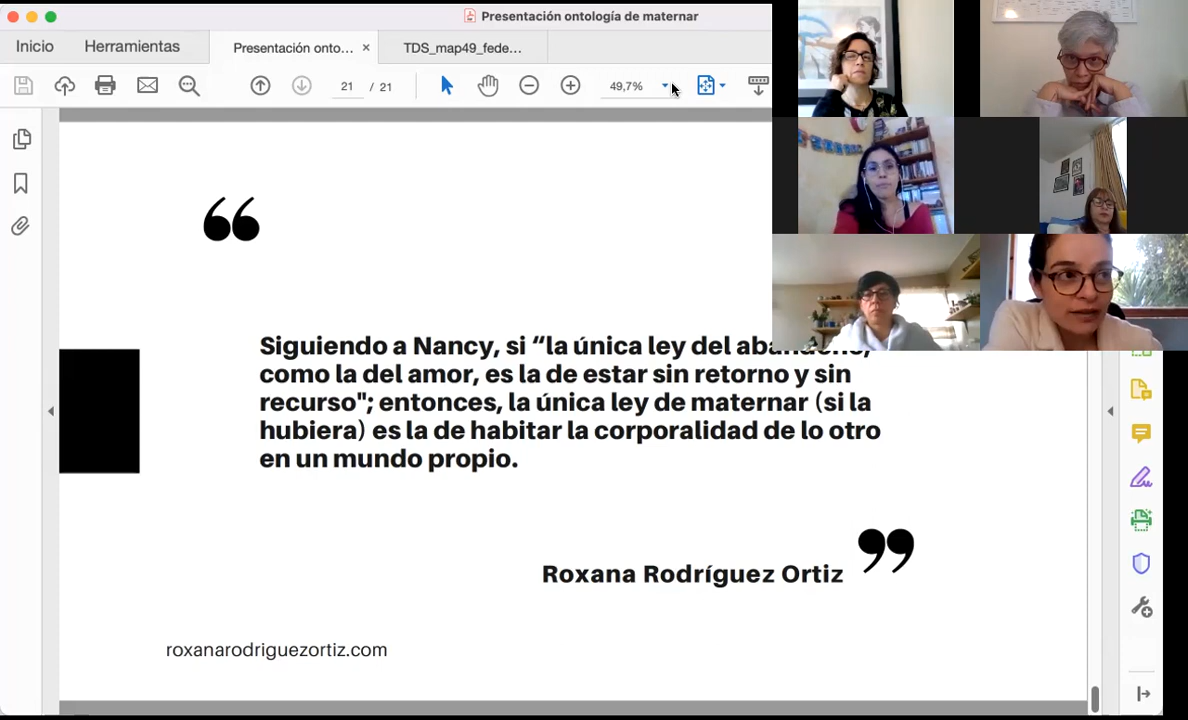 Presentación ontología de maternar
Inicio
Herramientas
Presentación onto...
TDS_map49_fede...
21 / 21
49,7%
Siguiendo a Nancy, si “la única ley del abandono,
como la del amor, es la de estar sin retorno y sin
recurso"; entonces, la única ley de maternar (si la
hubiera) es la de habitar la corporalidad de lo otro
en un mundo propio.
Roxana Rodríguez Ortiz
roxanarodriguezortiz.com